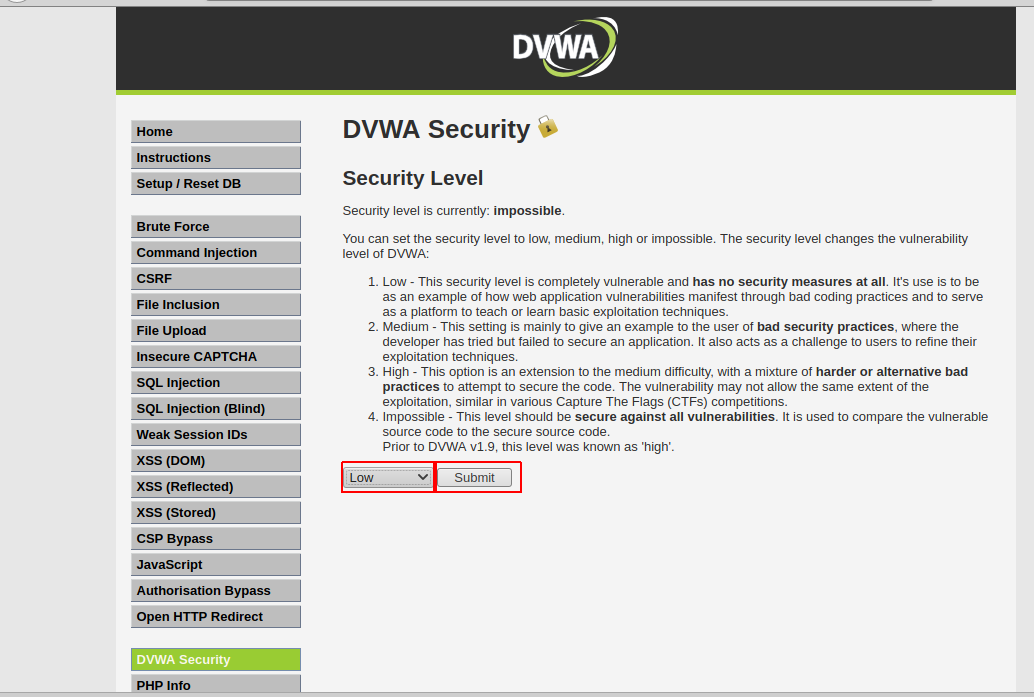 DVWA
Home
Instructions
Setup / Reset DB
Brute Force
Command Injection
CSRF
File Inclusion
File Upload
Insecure CAPTCHA
SQL Injection
SQL Injection (Blind)
Weak Session IDs
XSS (DOM)
XSS (Reflected)
XSS (Stored)
CSP Bypass
JavaScript
Authorisation Bypass
Open HTTP Redirect
DVWA Security
PHP Info
DVWA Security
Security Level
Security level is currently: impossible.
You can set the security level to low, medium, high or impossible. The security level changes the vulnerability
level of DVWA:
1. Low - This security level is completely vulnerable and has no security measures at all. It's use is to be
as an example of how web application vulnerabilities manifest through bad coding practices and to serve
as a platform to teach or learn basic exploitation techniques.
2. Medium - This setting is mainly to give an example to the user of bad security practices, where the
developer has tried but failed to secure an application. It also acts as a challenge to users to refine their
exploitation techniques.
3. High - This option is an extension to the medium difficulty, with a mixture of harder or alternative bad
practices to attempt to secure the code. The vulnerability may not allow the same extent of the
exploitation, similar in various Capture The Flags (CTFs) competitions.
4. Impossible - This level should be secure against all vulnerabilities. It is used to compare the vulnerable
source code to the secure source code.
Prior to DVWA v1.9, this level was known as 'high'.
Low Submit